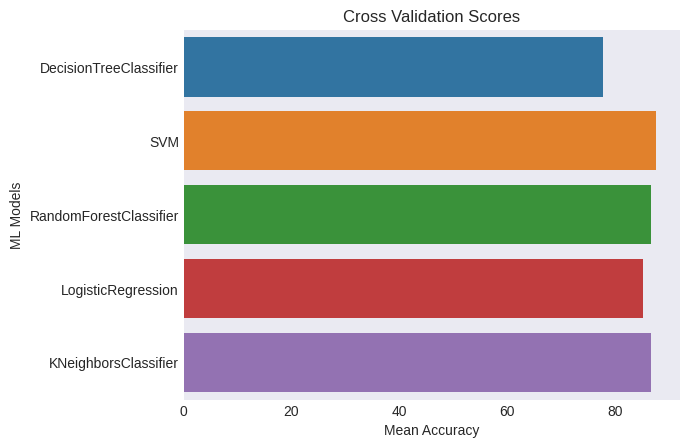 Cross Validation Scores
DecisionTreeClassifier
SVM
RandomForestClassifier
LogisticRegression
KNeighborsClassifier
ML Models
0 20 40 60 80
Mean Accuracy